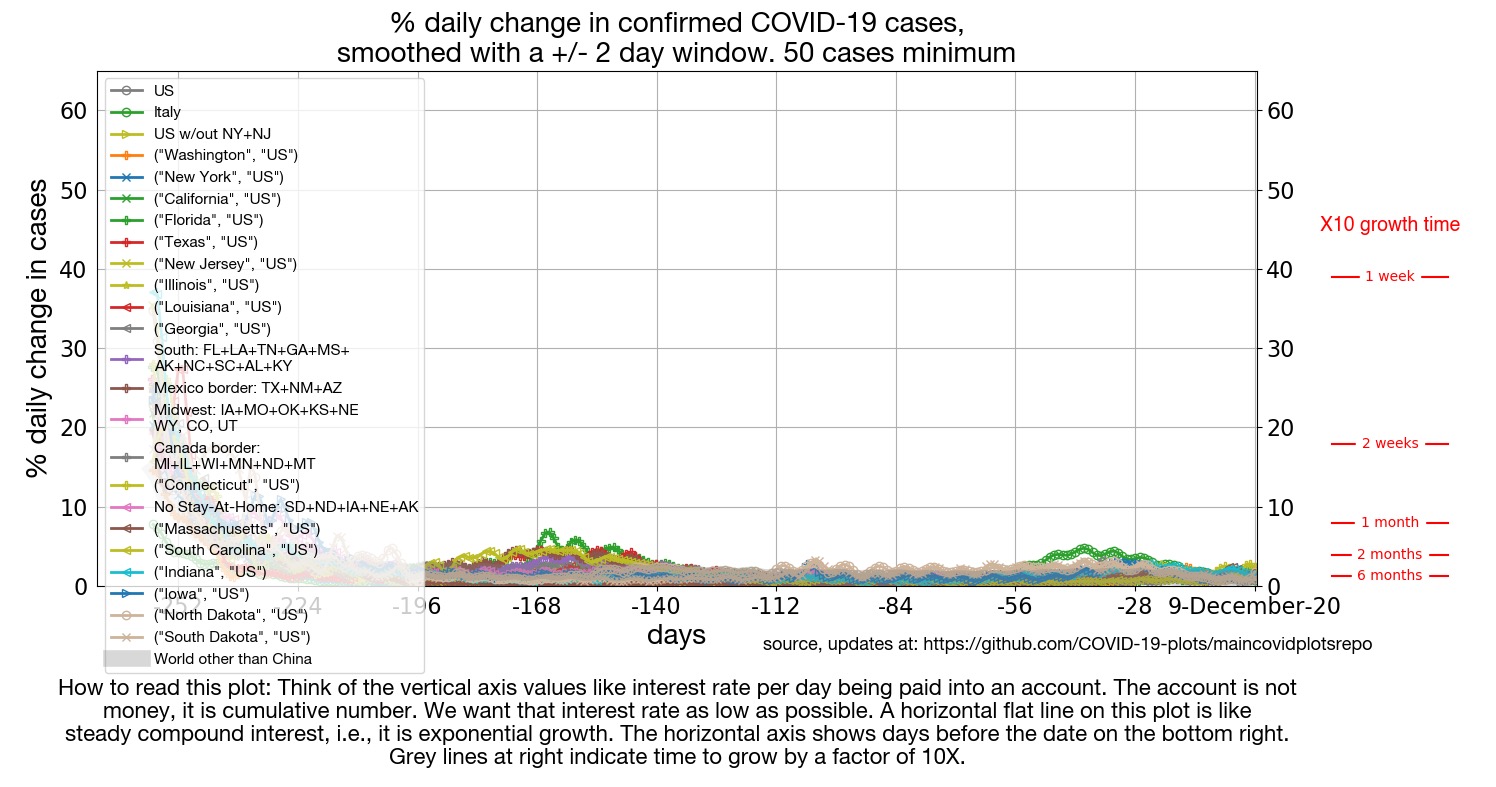 % daily change in confirmed COVID-19 cases,
smoothed with a +/- 2 day window. 50 cases minimum
% daily change in cases
60
50
40
30
20
10
0
US
Italy
US w/out NY+NJ
("Washington", "US")
("New York", "US")
("California", "US")
("Florida", "US")
("Texas", "US")
("New Jersey", "US")
("Illinois", "US")
("Louisiana", "US")
("Georgia", "US")
South: FL+LA+TN+GA+MS+
AK+NC+SC+AL+KY
Mexico border: TX+NM+AZ
Midwest: IA+MO+OK+KS+NE
WY, CO, UT
Canada border:
MI+IL+WI+MN+ND+MT
("Connecticut", "US")
No Stay-At-Home: SD+ND+IA+NE+AK
("Massachusetts", "US")
("South Carolina", "US")
("Indiana", "US")
("Iowa", "US")
("North Dakota", "US")
("South Dakota", "US")
World other than China
60
50
40
30
20
10
0
X10 growth time
1 week
2 weeks
1 month
2 months
6 months
-252 -224 -196 -168 -140 -112 -84 -56 -28 9-December-20
days
source, updates at: https://github.com/COVID-19-plots/maincovidplotsrepo
How to read this plot: Think of the vertical axis values like interest rate per day being paid into an account. The account is not
money, it is cumulative number. We want that interest rate as low as possible. A horizontal flat line on this plot is like
steady compound interest, i.e., it is exponential growth. The horizontal axis shows days before the date on the bottom right.
Grey lines at right indicate time to grow by a factor of 10X.